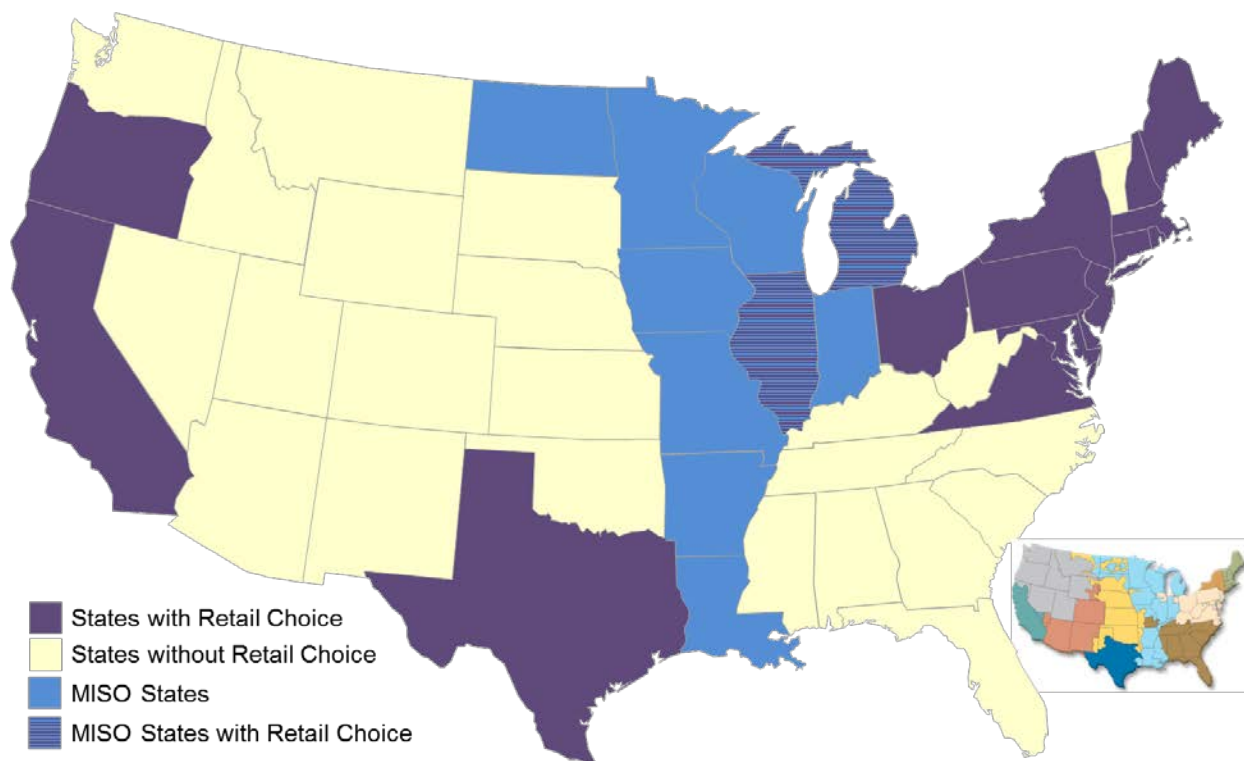 States with Retail Choice
States without Retail Choice
MISO States
MISO States with Retail Choice